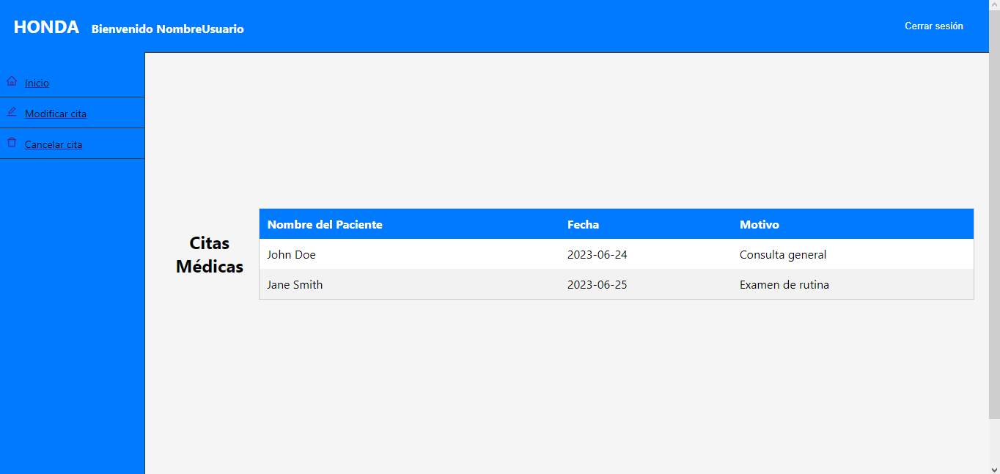 HONDA Bienvenido NombreUsuario Cerrar sesión
Inicio
Modificar cita
Cancelar cita
Citas
Médicas
Nombre del Paciente Fecha Motivo
John Doe 2023-06-24 Consulta general
Jane Smith 2023-06-25 Examen de rutina